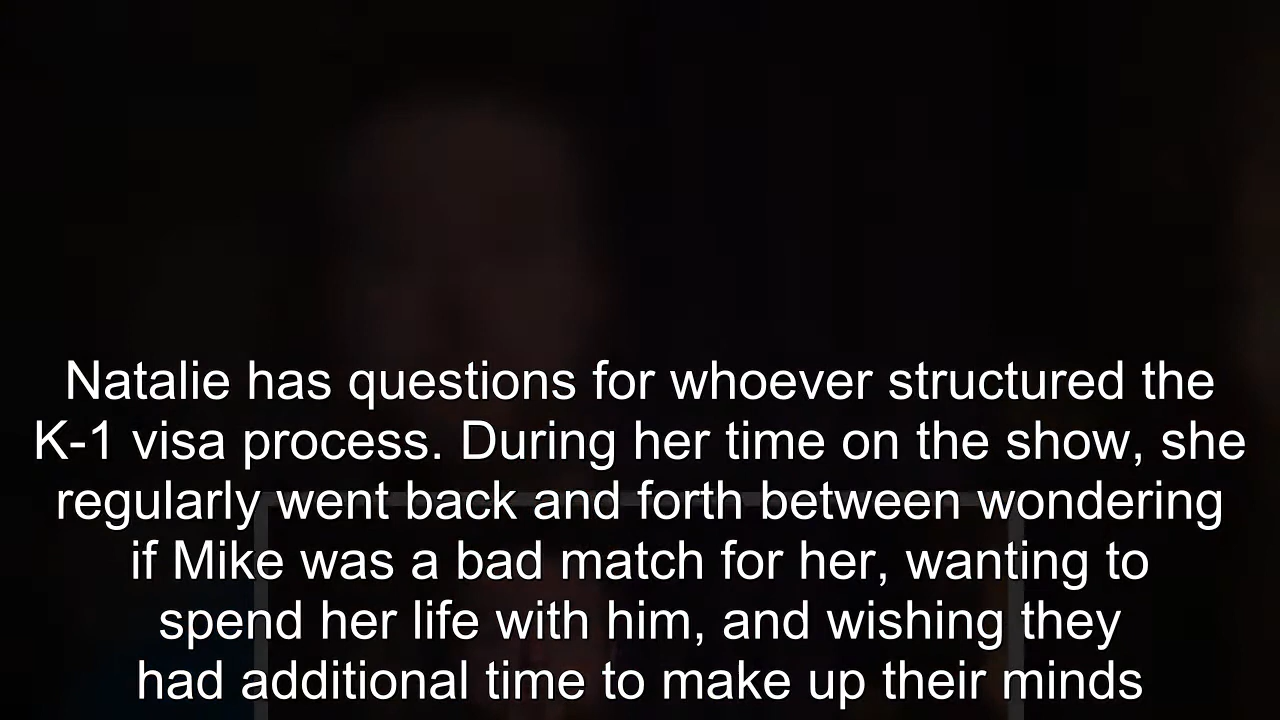 Natalie has questions for whoever structured the
K-1 visa process. During her time on the show, she
regularly went back and forth between wondering
if Mike was a bad match for her, wanting to
spend her life with him, and wishing they
had additional time to make up their minds